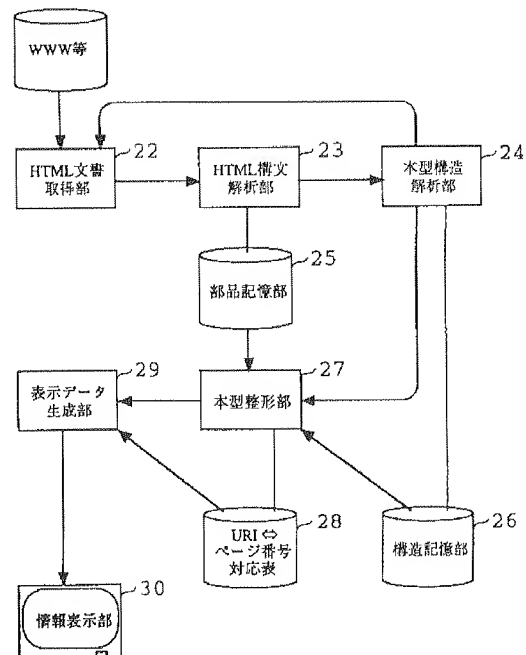 WWW等
HTML文書
取得部
22
HTML構文
解析部
23
本型構造
解析部
24
部品記憶部
25
表示データ
生成部
29
本型整形部
27
URI⇔
ページ番号
対応表
28
構造記憶部
26
情報表示部
30